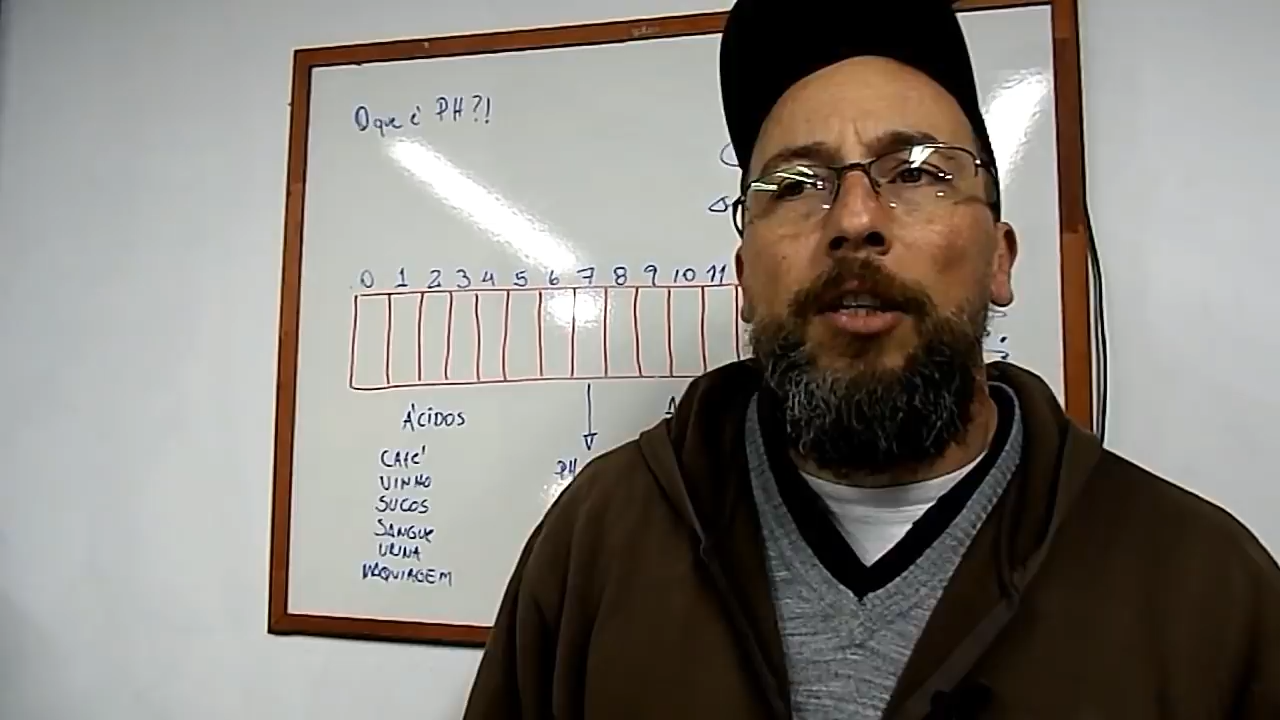 O que é PH?!
0 1 2 3 4 5 6 7 8 9 10 11
ÁCIDOS
PH
CAFÉ
VINHO
SUCOS
SANGUE
URINA
MAQUIAGEM